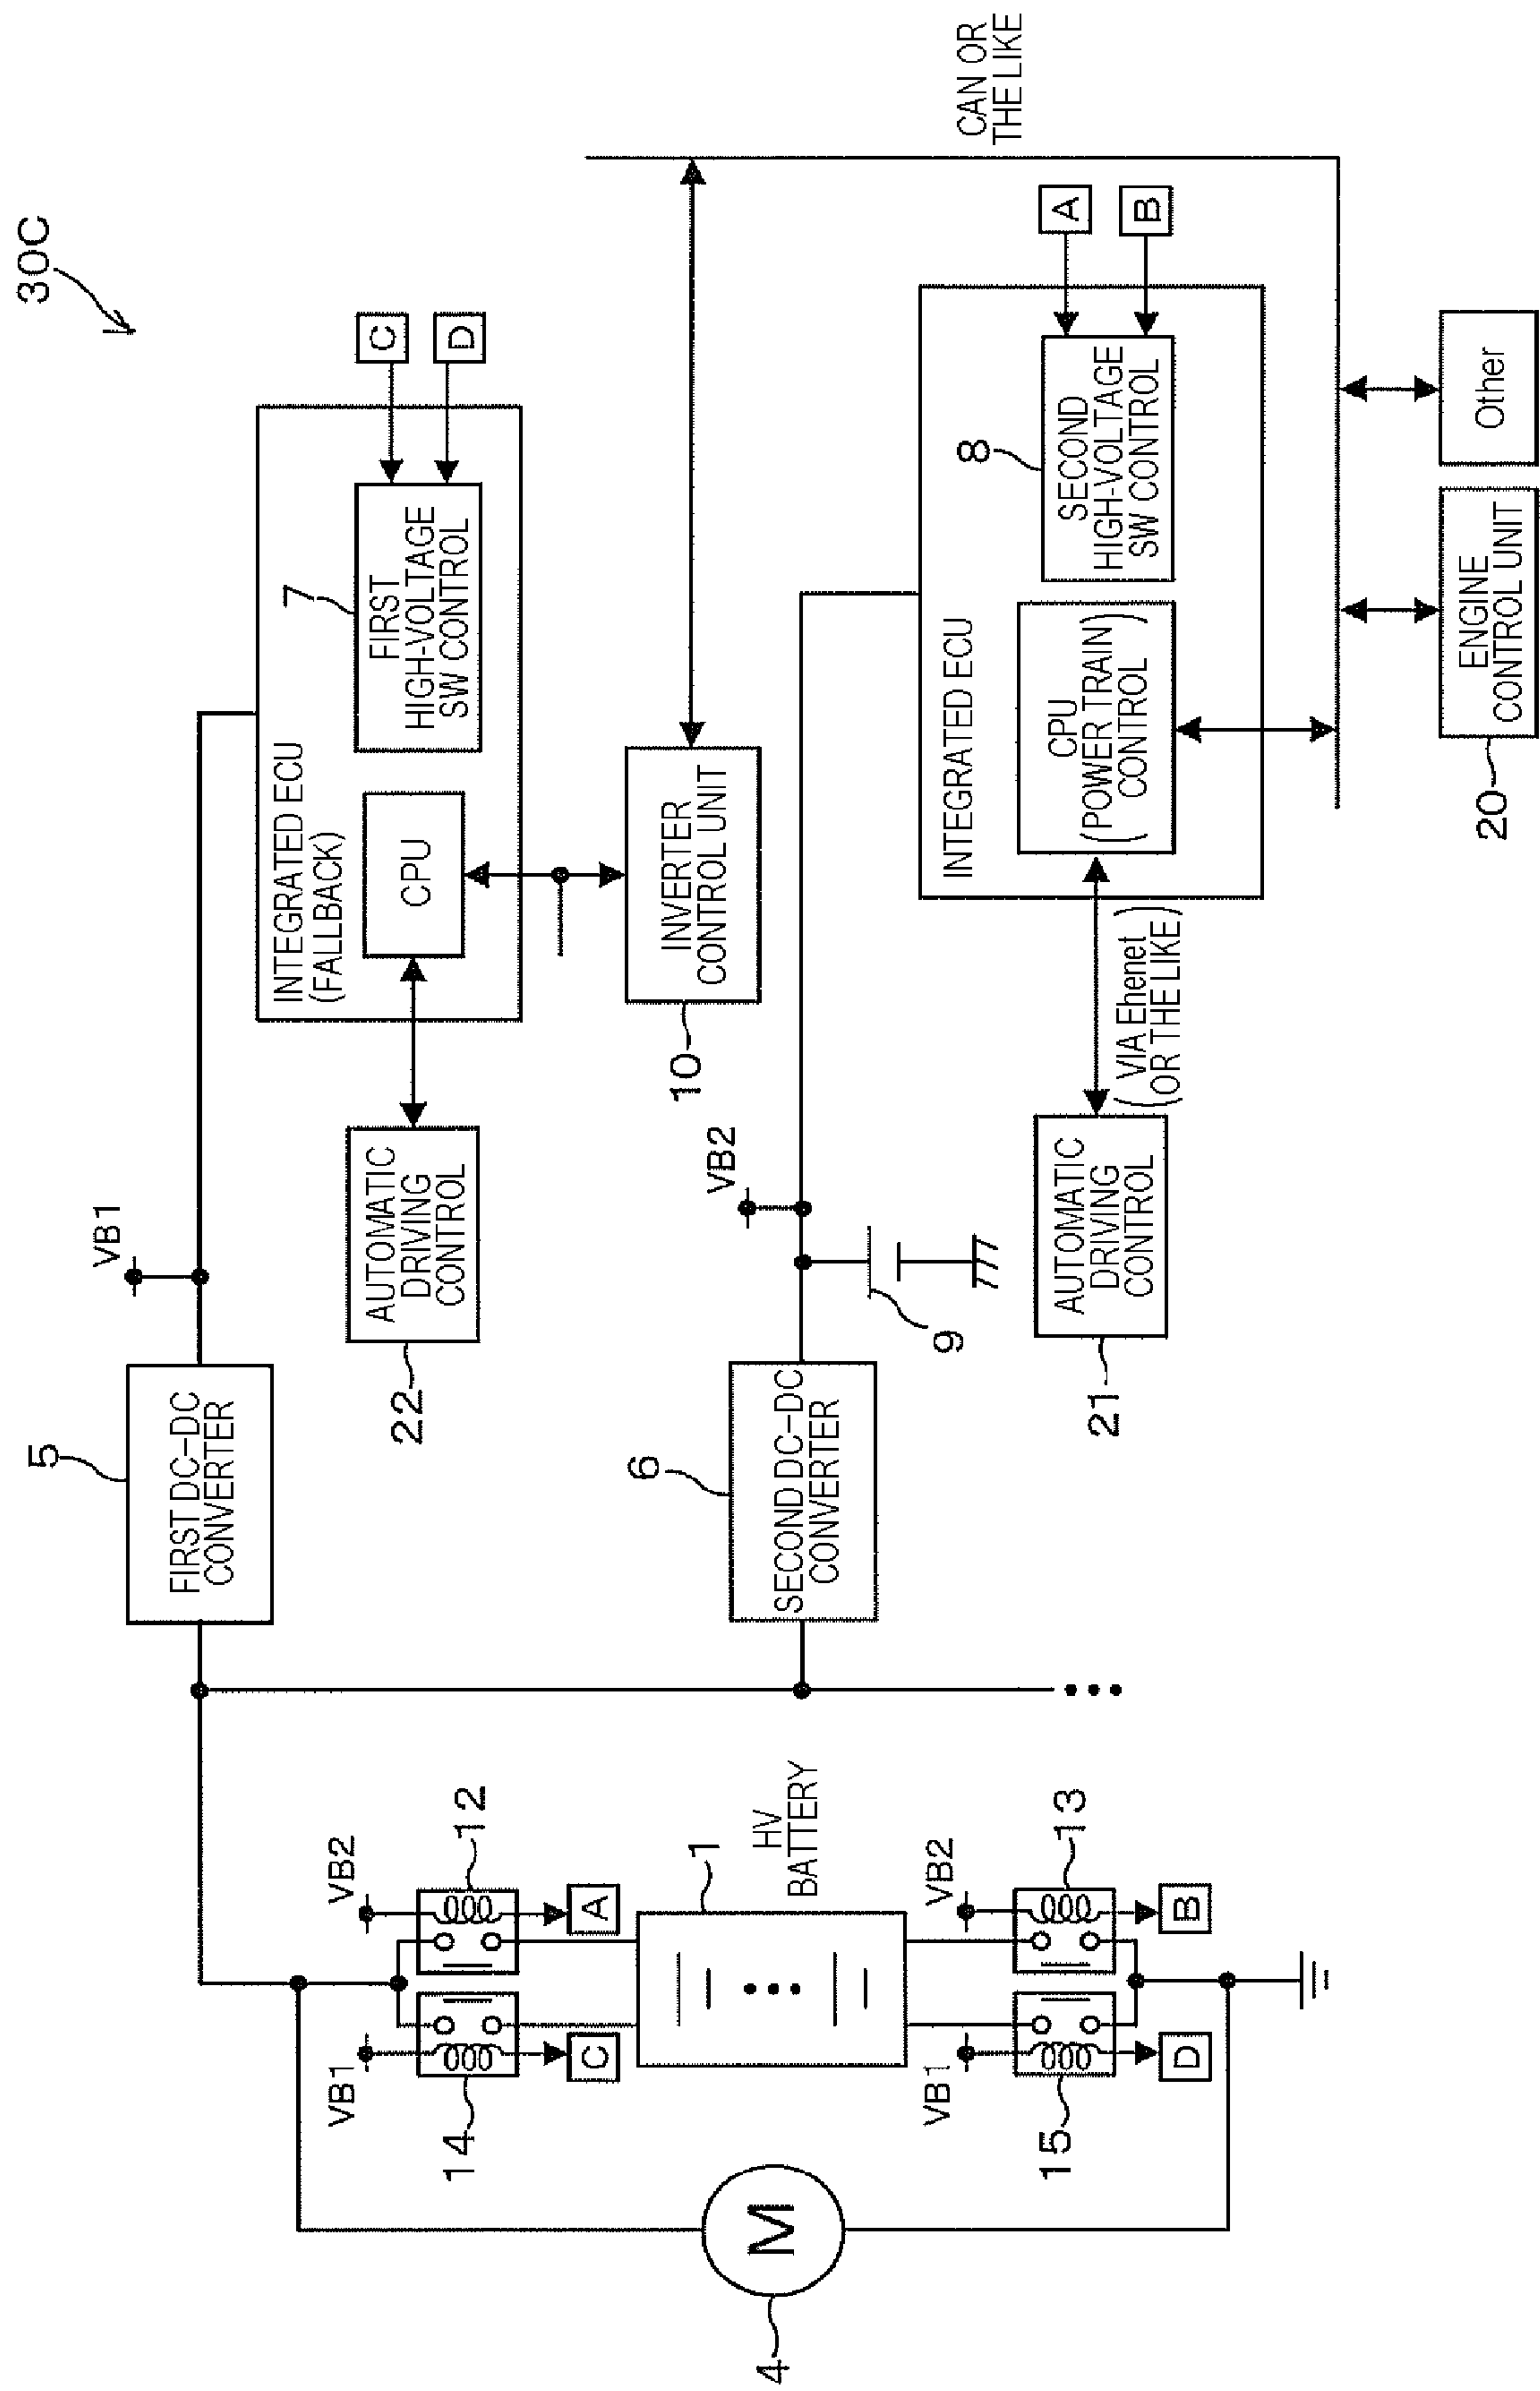 30C
5
FIRST DC-DC
CONVERTER
VB1
INTEGRATED ECU
(FALLBACK)
CPU
7
FIRST
HIGH-VOLTAGE
SW CONTROL
C
D
22
AUTOMATIC
DRIVING
CONTROL
10
INVERTER
CONTROL UNIT
CAN OR
THE LIKE
6
SECOND DC-DC
CONVERTER
VB2
9
INTEGRATED ECU
CPU
(POWER TRAIN
CONTROL)
8
SECOND
HIGH-VOLTAGE
SW CONTROL
A
B
21
AUTOMATIC
DRIVING
CONTROL
(VIA Ehenet
OR THE LIKE)
20
ENGINE
CONTROL UNIT
Other
4
M
VB1
14
C
VB2
12
A
1
HV
BATTERY
VB1
15
D
VB2
13
B